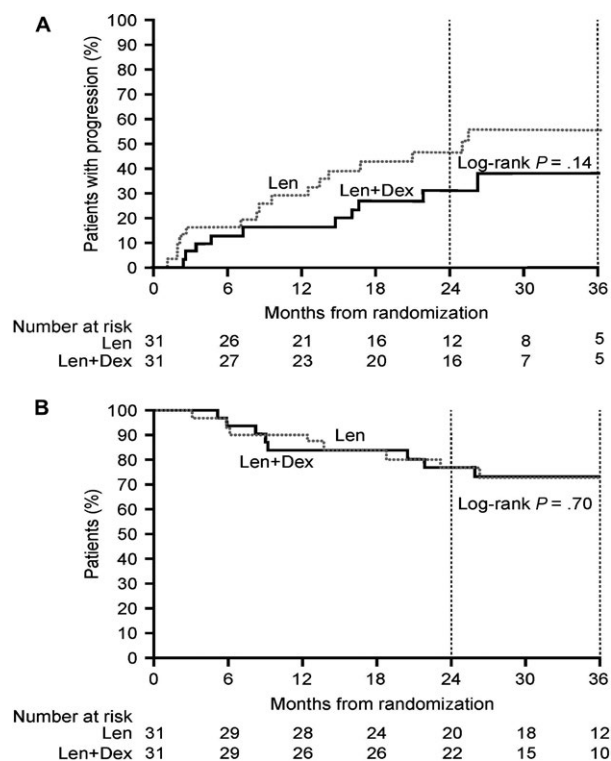 A
Patients with progression (%)
100
90
80
70
60
50
40
30
20
10
0
Len
Len+Dex
Log-rank P = .14
0 6 12 18 24 30 36
Months from randomization
Number at risk
Len 31 26 21 16 12 8 5
Len+Dex 31 27 23 20 16 7 5
B
Patients (%)
100
90
80
70
60
50
40
30
20
10
0
Len
Len+Dex
Log-rank P = .70
0 6 12 18 24 30 36
Months from randomization
Number at risk
Len 31 29 28 24 20 18 12
Len+Dex 31 29 26 26 22 15 10